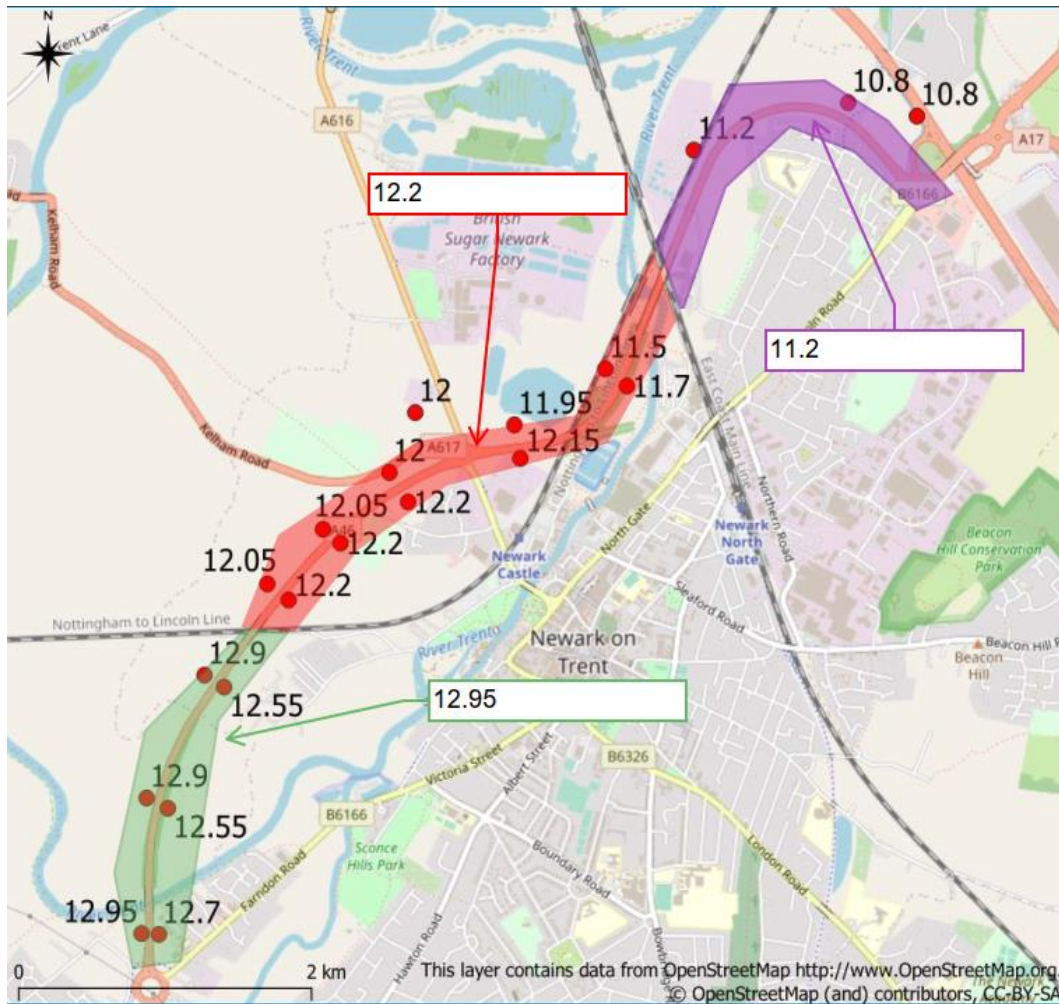 N
Trent Lane
River Trent
A616
10.8
10.8
A17
11.2
B6166
River Trent
12.2
British
Sugar Newark
Factory
Kelham Road
11.2
11.5
11.7
12
11.95
A617
12.15
12
East Coast Main Line
Kelham Road
12.05
A46
12.2
12.2
North Gate
Northern Road
Newark
North
Gate
Beacon
Hill Conservation
Park
Newark
Castle
12.05
12.2
Sleaford Road
Nottingham to Lincoln Line
River Trent
Newark on
Trent
Beacon Hill
Beacon
Hill
12.9
12.55
12.95
Victoria Street
Albert Street
B6326
12.9
12.55
B6166
Sconce
Hills Park
Farndon Road
Boundary Road
London Road
12.95
12.7
Hawton Road
0
2 km
This layer contains data from OpenStreetMap http://www.OpenStreetMap.org.
© OpenStreetMap (and) contributors, CC-BY-SA